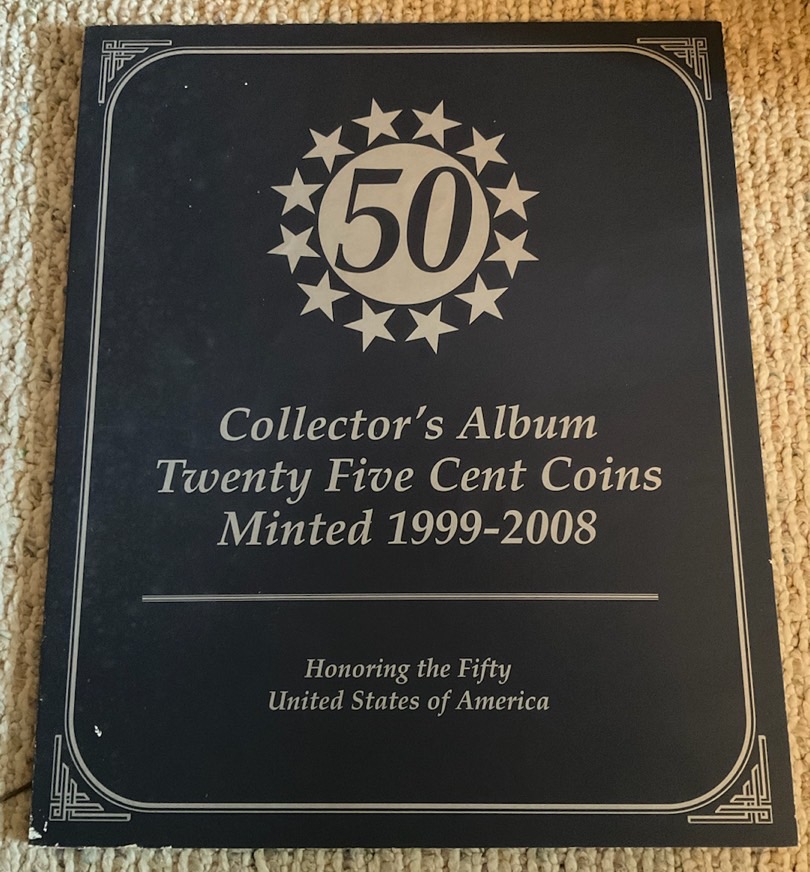 50
Collector's Album
Twenty Five Cent Coins
Minted 1999-2008
Honoring the Fifty
United States of America